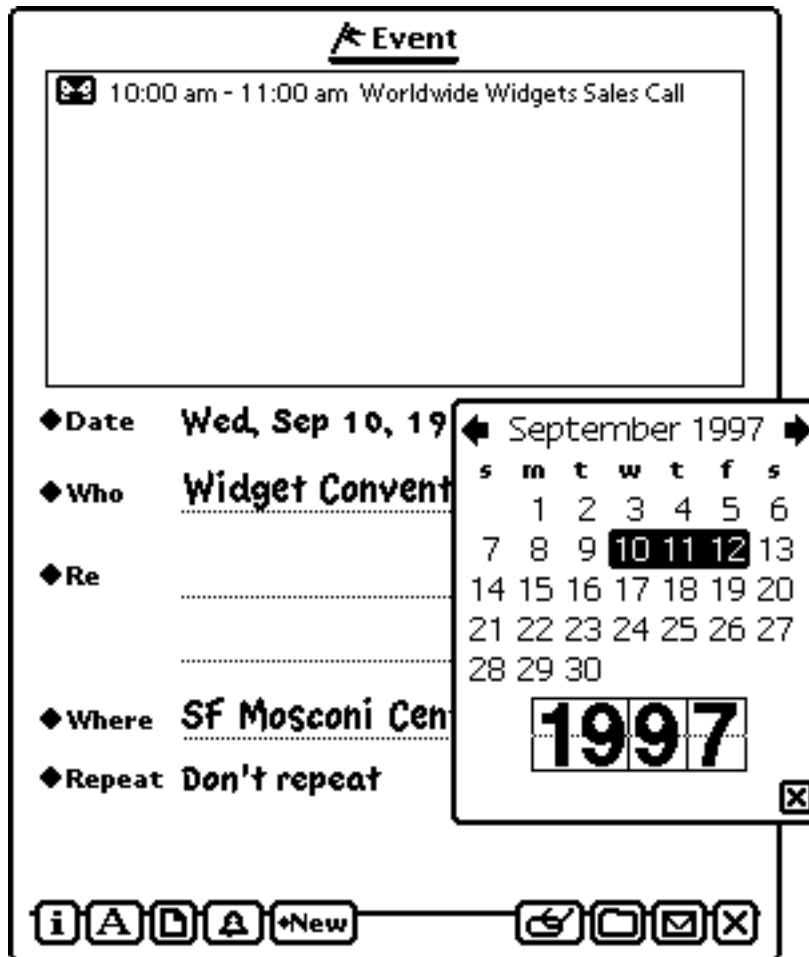 Event
10:00 am - 11:00 am Worldwide Widgets Sales Call
Date Wed, Sep 10, 19
Who Widget Convent
Re
Where SF Mosconi Cen
Repeat Don't repeat
September 1997
s m t w t f s
1 2 3 4 5 6
7 8 9 10 11 12 13
14 15 16 17 18 19 20
21 22 23 24 25 26 27
28 29 30
1997
i A New